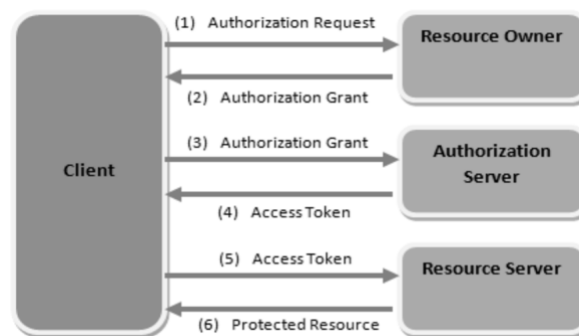 (1) Authorization Request
Resource Owner
(2) Authorization Grant
(3) Authorization Grant
Authorization
Server
Client
(4) Access Token
(5) Access Token
Resource Server
(6) Protected Resource